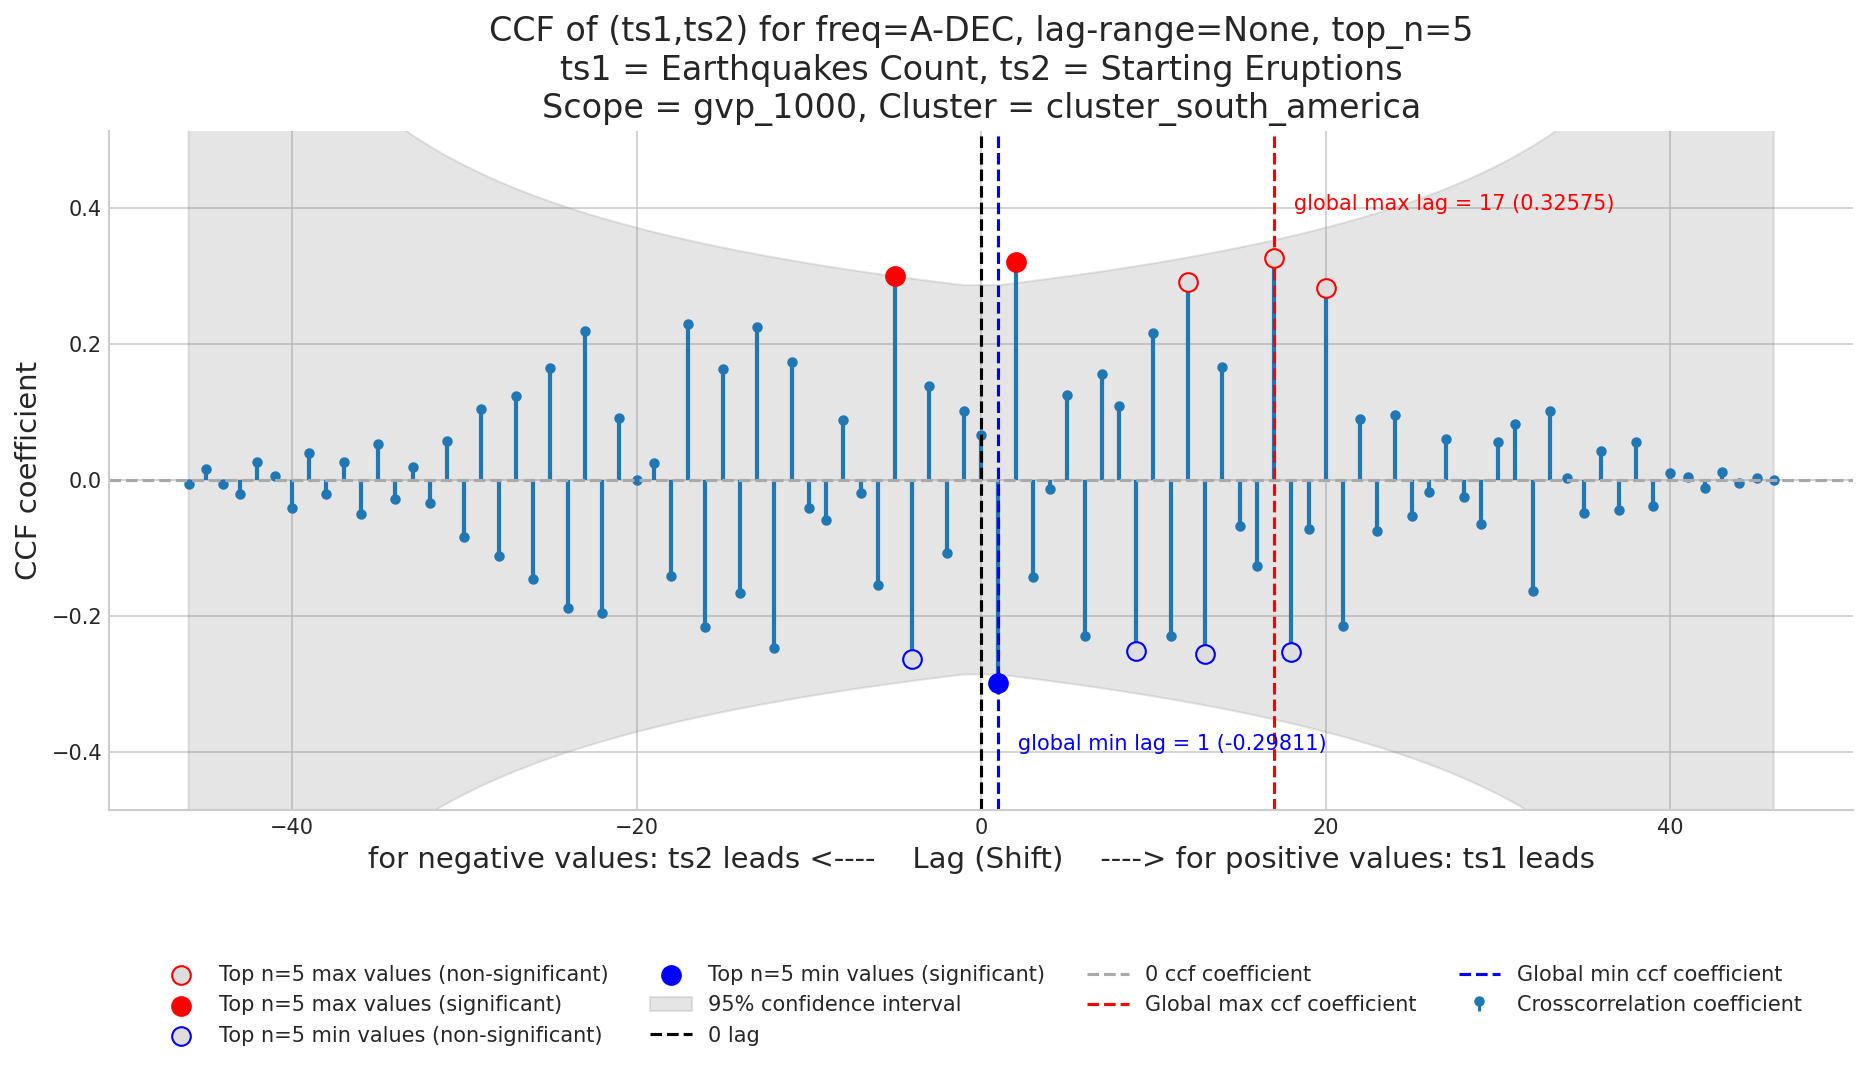 CCF of (ts1,ts2) for freq=A-DEC, lag-range=None, top_n=5
ts1 = Earthquakes Count, ts2 = Starting Eruptions
Scope = gvp_1000, Cluster = cluster_south_america
CCF coefficient
0.4
0.2
0.0
−0.2
−0.4
global max lag = 17 (0.32575)
global min lag = 1 (-0.29811)
−40
−20
0
20
40
for negative values: ts2 leads <---- Lag (Shift) ----> for positive values: ts1 leads
Top n=5 max values (non-significant)
Top n=5 max values (significant)
Top n=5 min values (non-significant)
Top n=5 min values (significant)
95% confidence interval
0 lag
0 ccf coefficient
Global max ccf coefficient
Global min ccf coefficient
Crosscorrelation coefficient